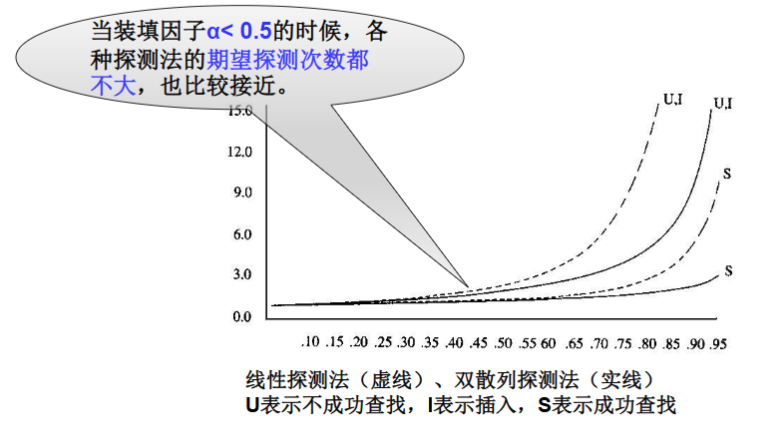 当装填因子α< 0.5的时候，各
种探测法的期望探测次数都
不大，也比较接近。
15.0
U,I
U,I
12.0
S
9.0
6.0
3.0
S
0.0
.10 .15 .20 .25 .30 .35 .40 .45 .50 .55 60 .65 .70 .75 .80 .85 .90 .95
线性探测法（虚线）、双散列探测法（实线）
U表示不成功查找，I表示插入，S表示成功查找